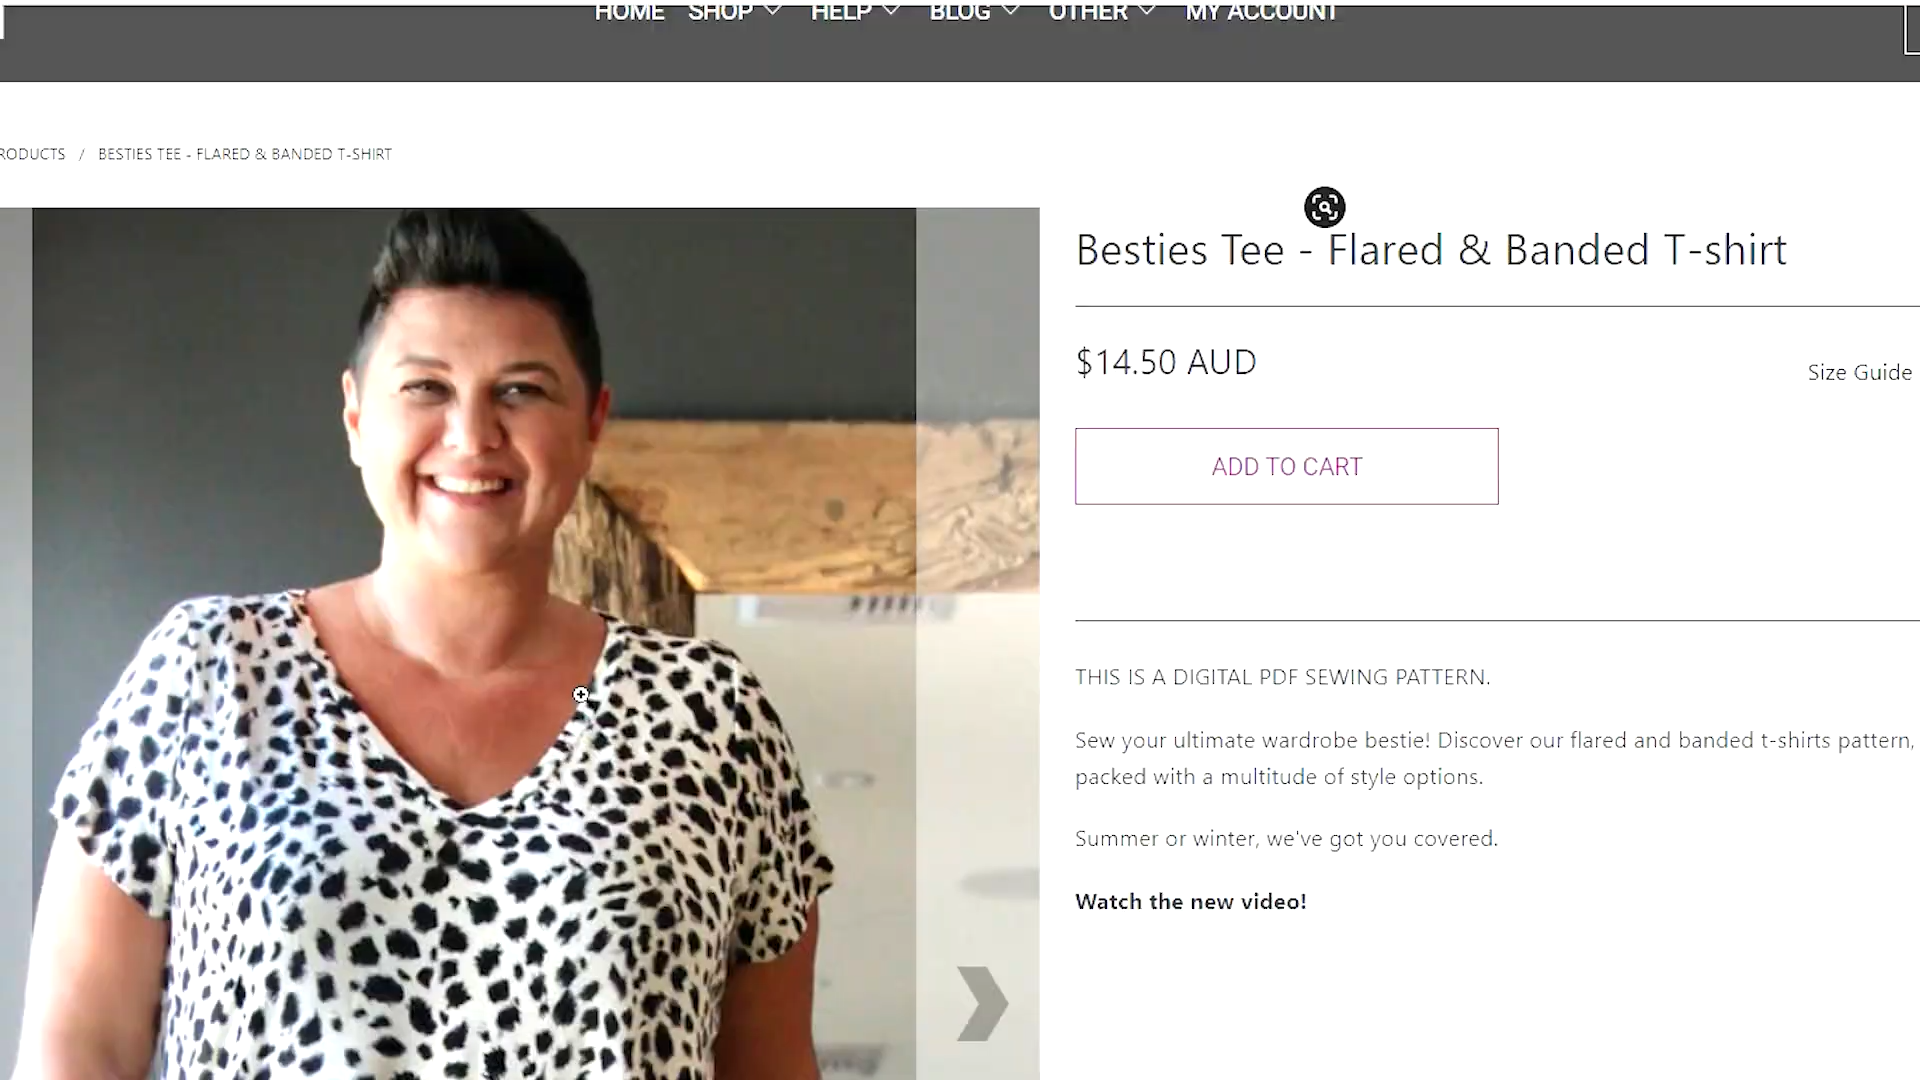 HOME SHOP HELP BLOG OTHER MY ACCOUNT
RODUCTS / BESTIES TEE - FLARED & BANDED T-SHIRT
Besties Tee - Flared & Banded T-shirt
$14.50 AUD
Size Guide
ADD TO CART
THIS IS A DIGITAL PDF SEWING PATTERN.
Sew your ultimate wardrobe bestie! Discover our flared and banded t-shirts pattern,
packed with a multitude of style options.
Summer or winter, we've got you covered.
Watch the new video!